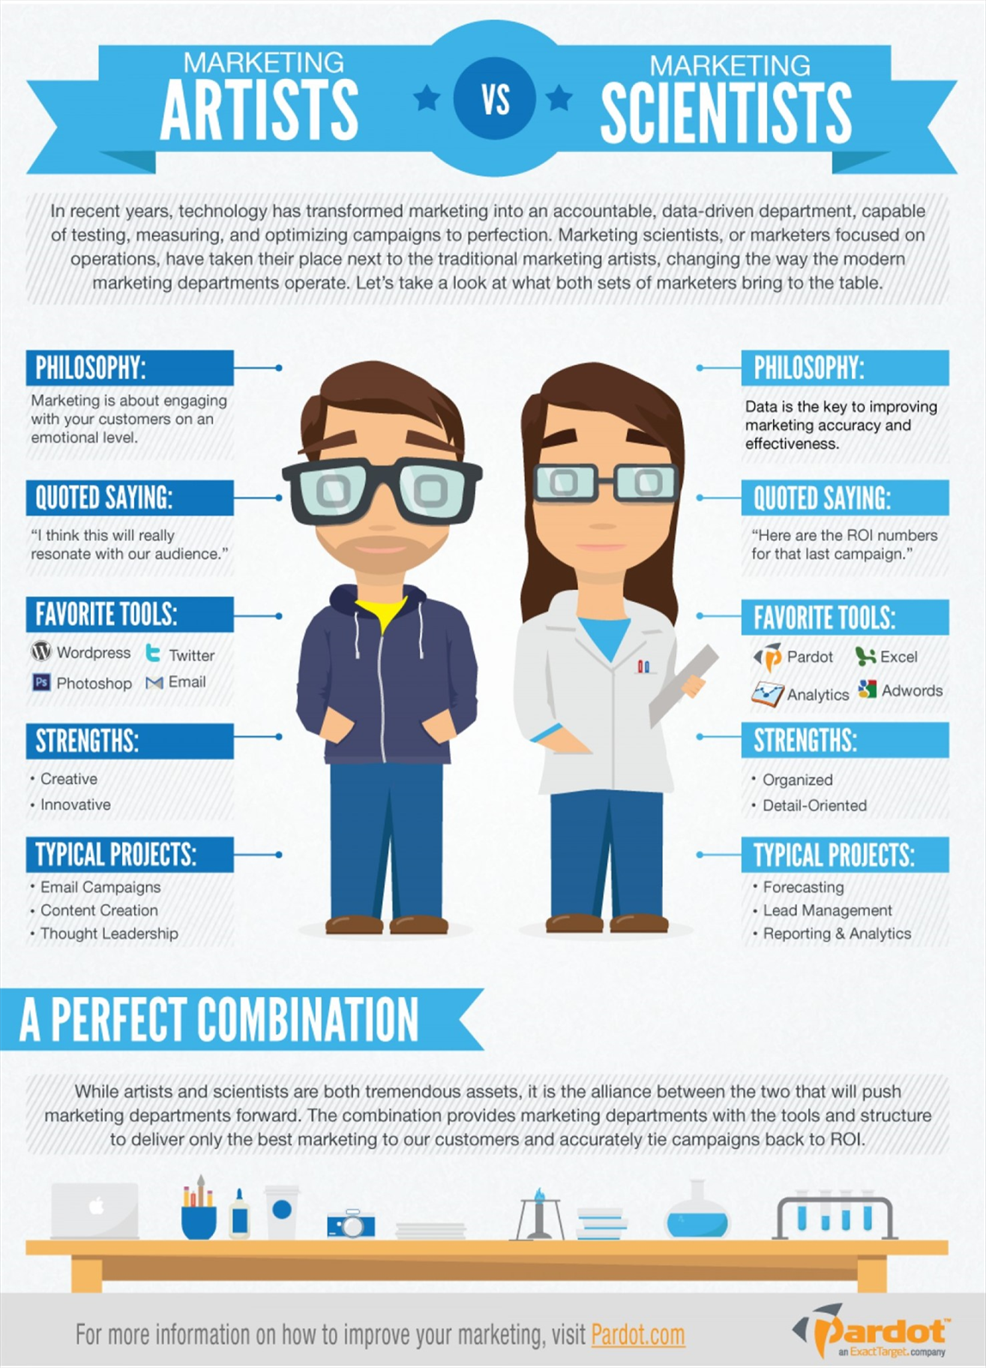 MARKETING
ARTISTS
VS
MARKETING
SCIENTISTS
In recent years, technology has transformed marketing into an accountable, data-driven department, capable
of testing, measuring, and optimizing campaigns to perfection. Marketing scientists, or marketers focused on
operations, have taken their place next to the traditional marketing artists, changing the way the modern
marketing departments operate. Let's take a look at what both sets of marketers bring to the table.
PHILOSOPHY:
Marketing is about engaging
with your customers on an
emotional level.
QUOTED SAYING:
“I think this will really
resonate with our audience.”
FAVORITE TOOLS:
Wordpress
Twitter
Ps Photoshop
Email
STRENGTHS:
• Creative
• Innovative
TYPICAL PROJECTS:
• Email Campaigns
• Content Creation
• Thought Leadership
PHILOSOPHY:
Data is the key to improving
marketing accuracy and
effectiveness.
QUOTED SAYING:
“Here are the ROI numbers
for that last campaign.”
FAVORITE TOOLS:
Pardot
Excel
Analytics
Adwords
STRENGTHS:
• Organized
• Detail-Oriented
TYPICAL PROJECTS:
• Forecasting
• Lead Management
• Reporting & Analytics
A PERFECT COMBINATION
While artists and scientists are both tremendous assets, it is the alliance between the two that will push
marketing departments forward. The combination provides marketing departments with the tools and structure
to deliver only the best marketing to our customers and accurately tie campaigns back to ROI.
For more information on how to improve your marketing, visit Pardot.com
Pardot™
an ExactTarget. company